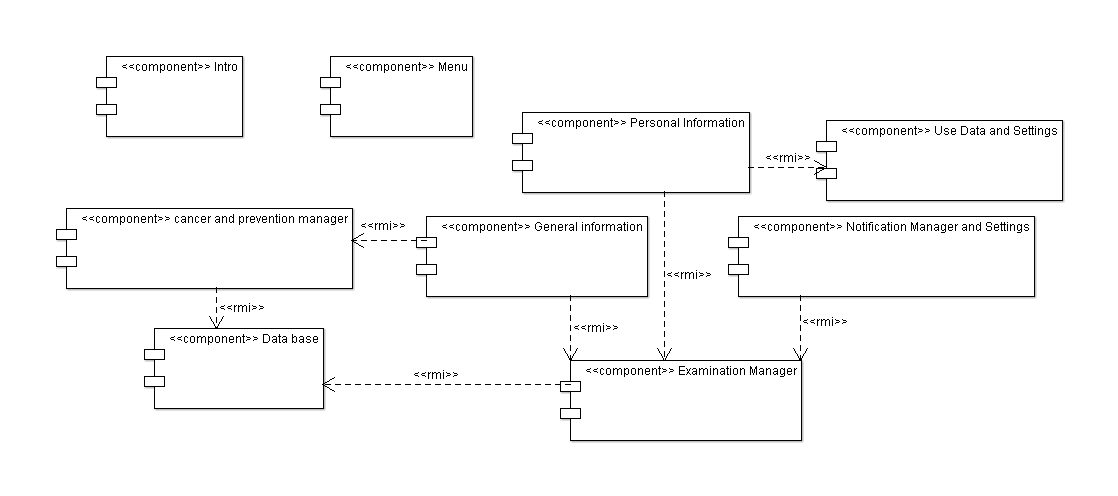 <<component>> Intro
<<component>> Menu
<<component>> Personal Information
<<component>> Use Data and Settings
<<rmi>>
<<component>> cancer and prevention manager
<<rmi>>
<<component>> General information
<<component>> Notification Manager and Settings
<<rmi>>
<<rmi>>
<<rmi>>
<<rmi>>
<<component>> Data base
<<rmi>>
<<component>> Examination Manager